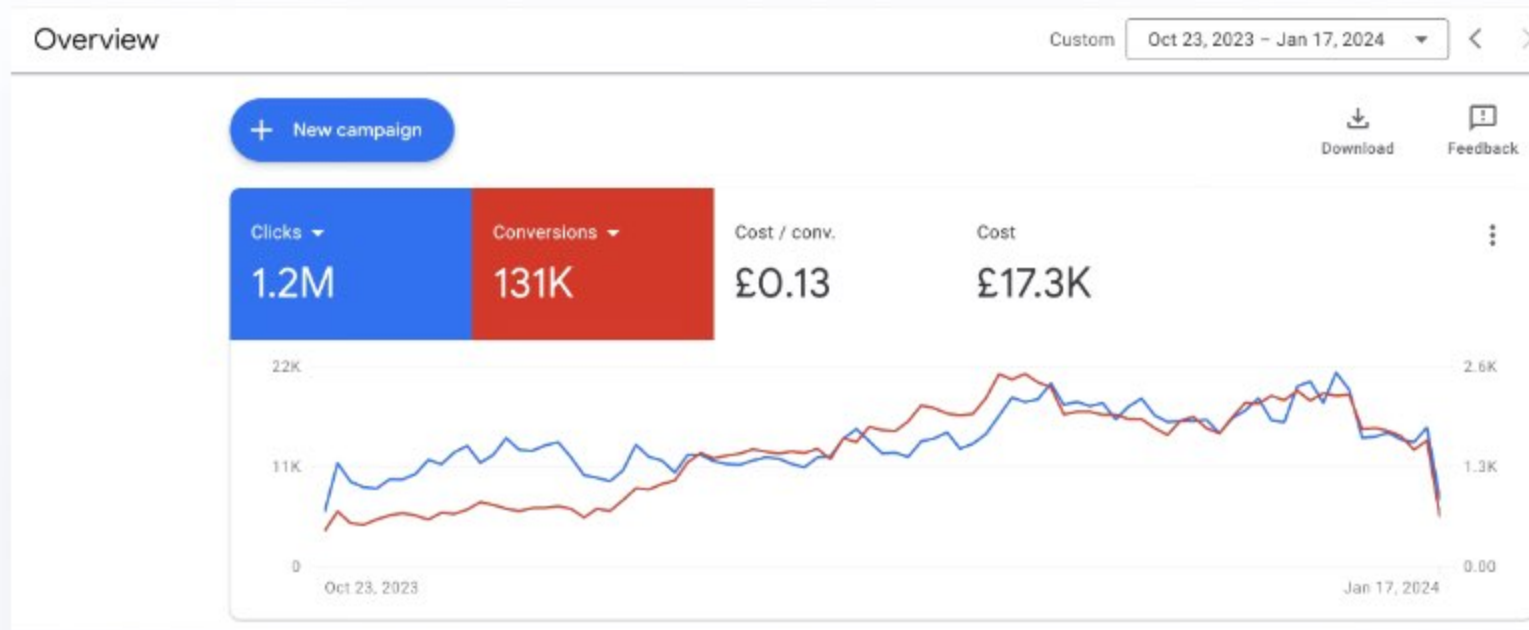 Overview
Custom Oct 23, 2023 – Jan 17, 2024
New campaign
Download Feedback
Clicks Conversions Cost / conv. Cost
1.2M 131K £0.13 £17.3K
22K 2.6K
11K 1.3K
0 0.00
Oct 23, 2023 Jan 17, 2024